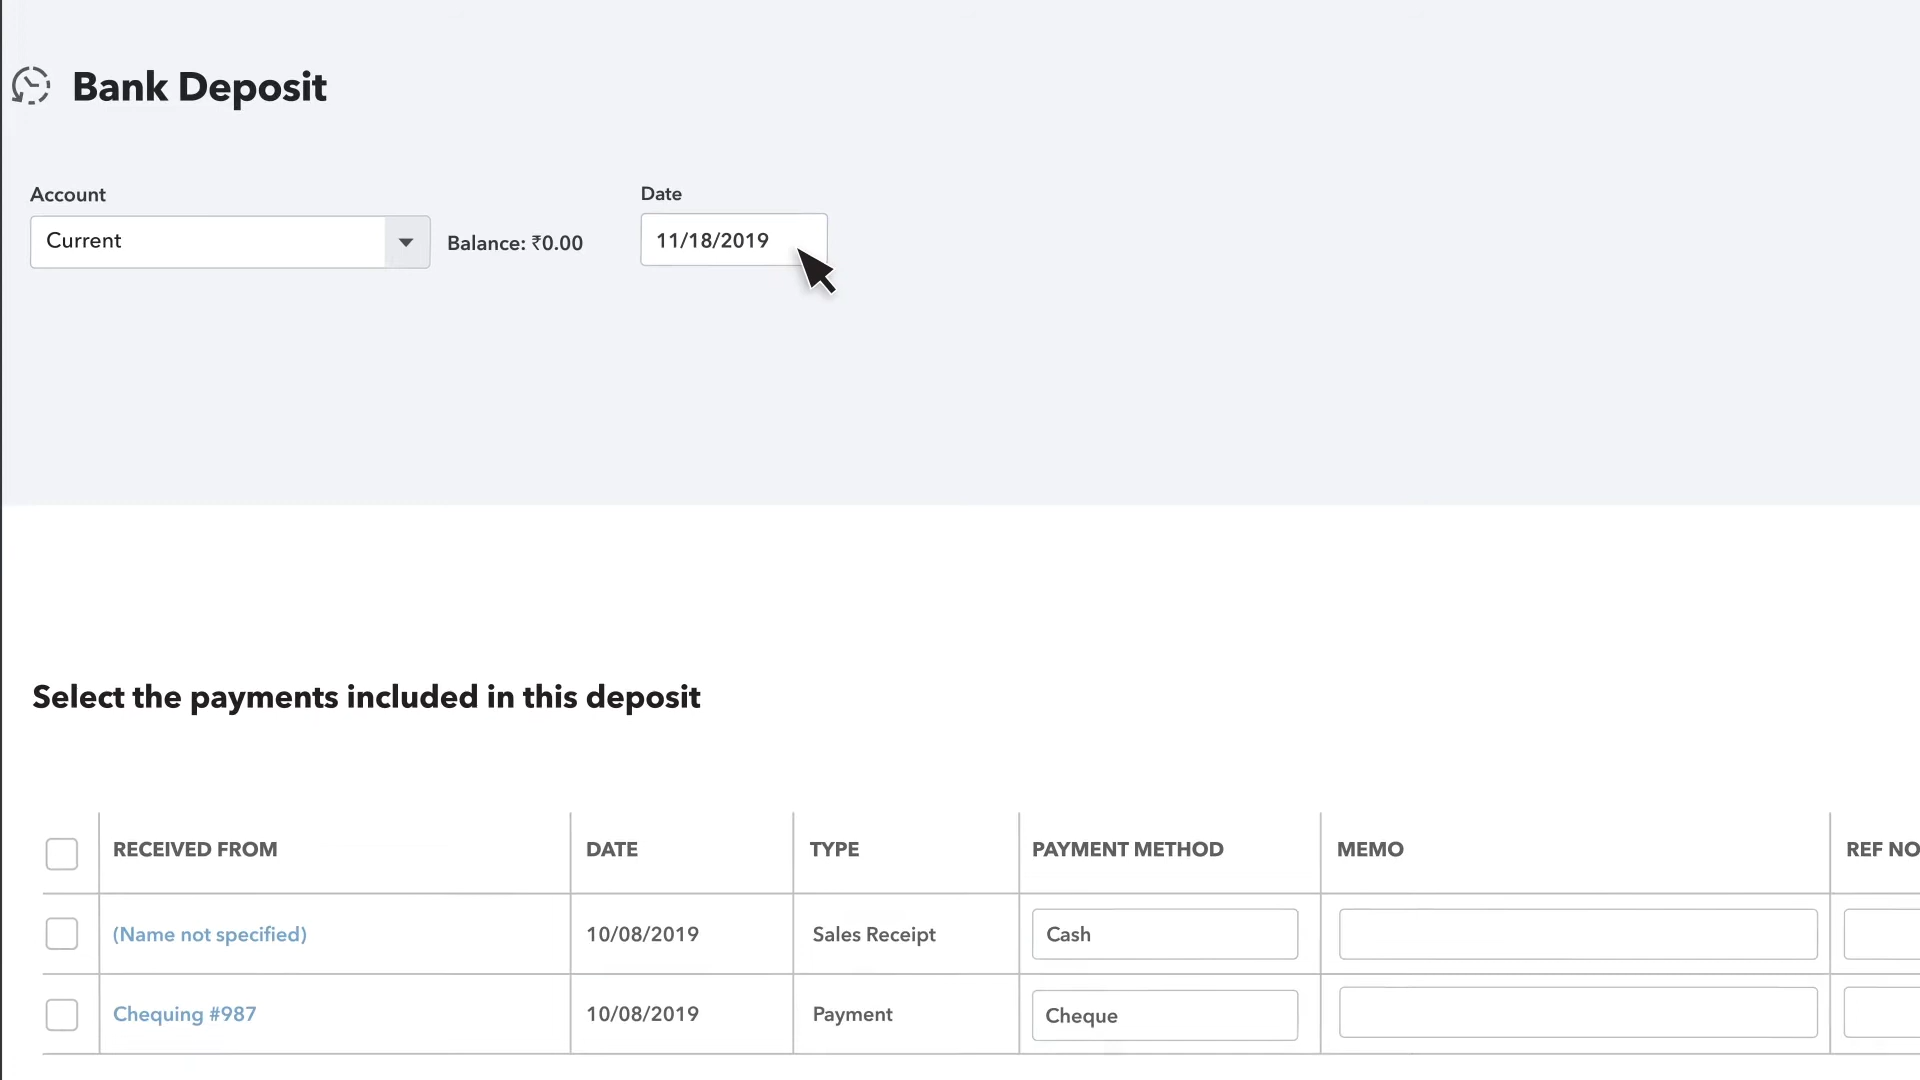 Bank Deposit
Account
Date
Current
Balance: ₹0.00
11/18/2019
Select the payments included in this deposit
RECEIVED FROM DATE TYPE PAYMENT METHOD MEMO REF NO
(Name not specified) 10/08/2019 Sales Receipt Cash
Chequing #987 10/08/2019 Payment Cheque